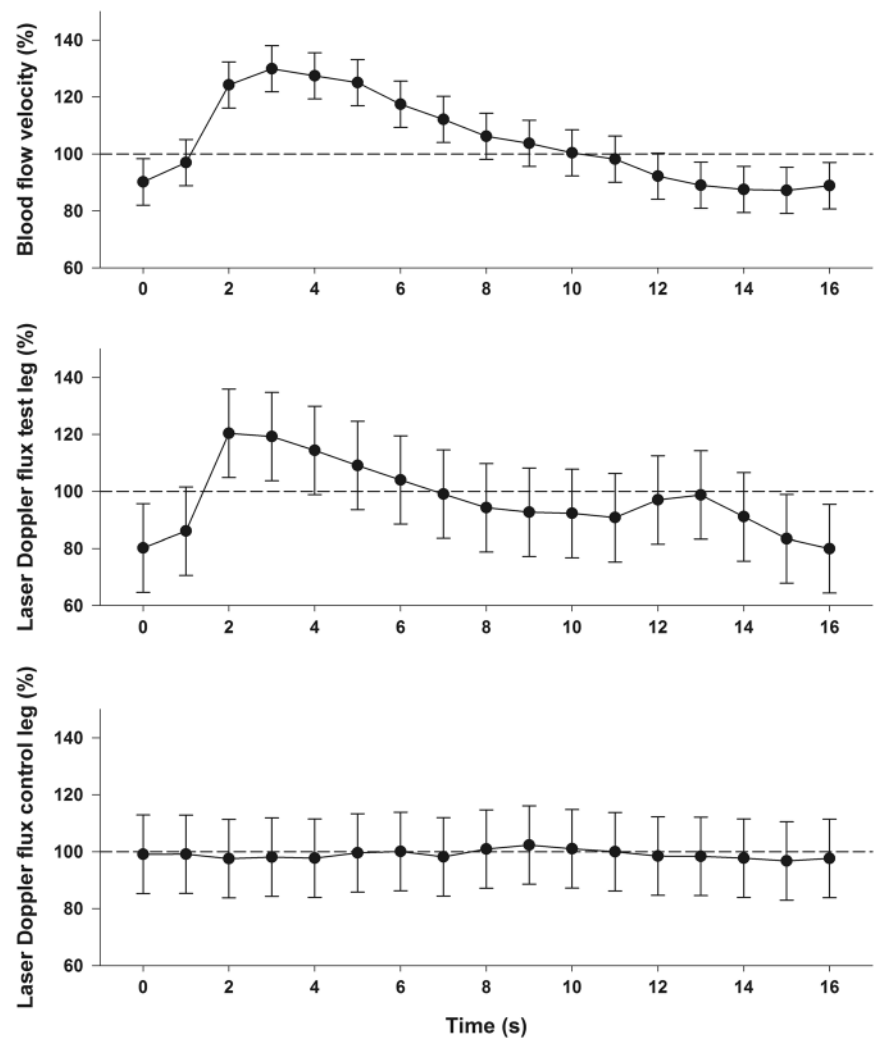 Blood flow velocity (%)
140
120
100
80
60
0 2 4 6 8 10 12 14 16
Laser Doppler flux test leg (%)
140
120
100
80
60
0 2 4 6 8 10 12 14 16
Laser Doppler flux control leg (%)
140
120
100
80
60
0 2 4 6 8 10 12 14 16
Time (s)